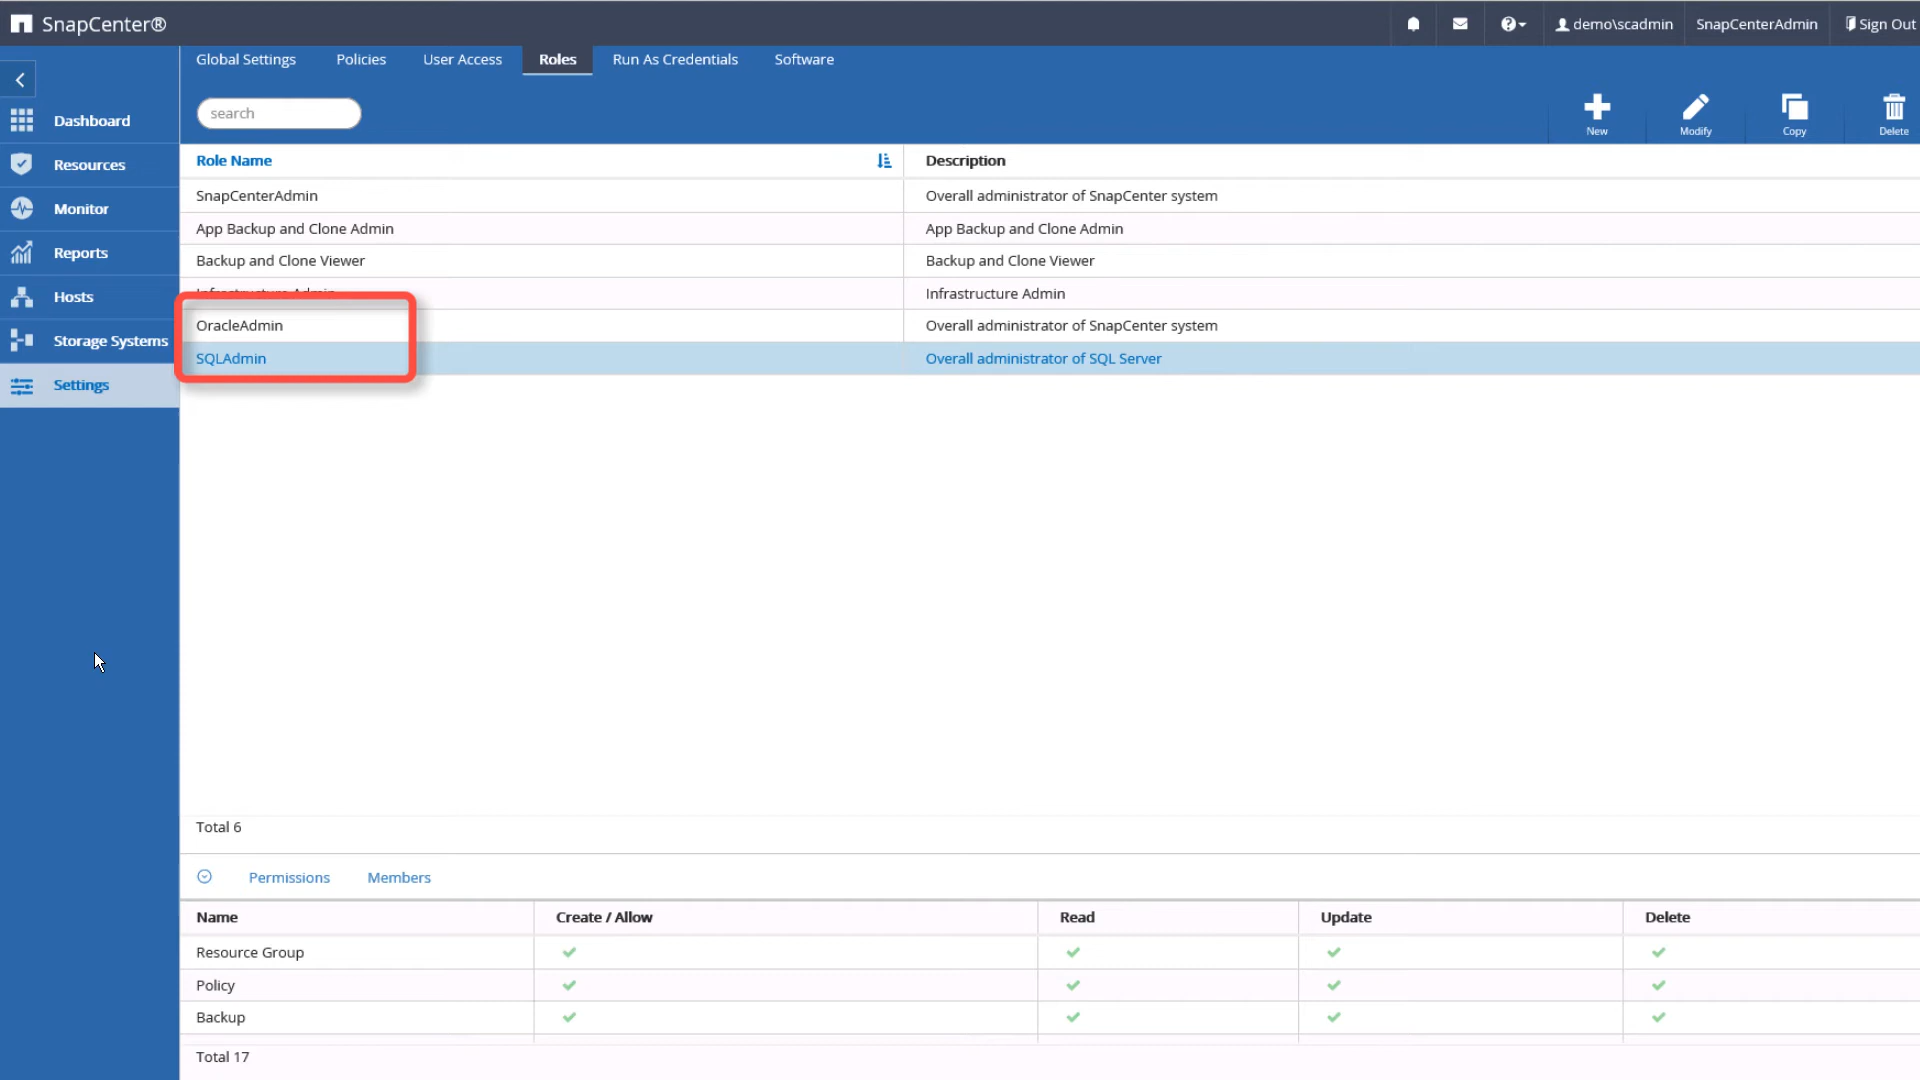 SnapCenter®
demo\scadmin
SnapCenterAdmin
Sign Out
Global Settings
Policies
User Access
Roles
Run As Credentials
Software
search
New
Modify
Copy
Delete
Dashboard
Resources
Monitor
Reports
Hosts
Storage Systems
Settings
Role Name Description
SnapCenterAdmin Overall administrator of SnapCenter system
App Backup and Clone Admin App Backup and Clone Admin
Backup and Clone Viewer Backup and Clone Viewer
Infrastructure Admin Infrastructure Admin
OracleAdmin Overall administrator of SnapCenter system
SQLAdmin Overall administrator of SQL Server
Total 6
Permissions Members
Name Create / Allow Read Update Delete
Resource Group
Policy
Backup
Total 17